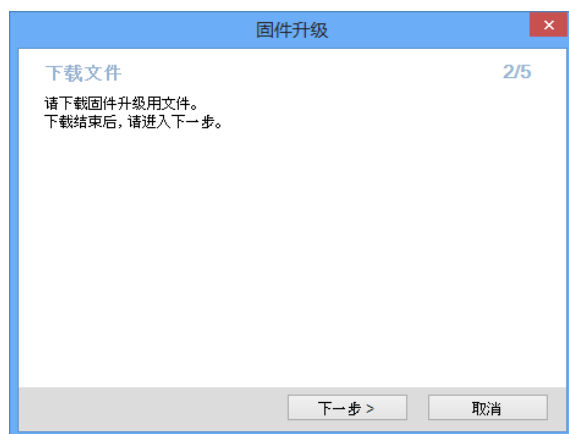 固件升级
下载文件 2/5
请下载固件升级用文件。
下载结束后, 请进入下一步。
下一步 > 取消